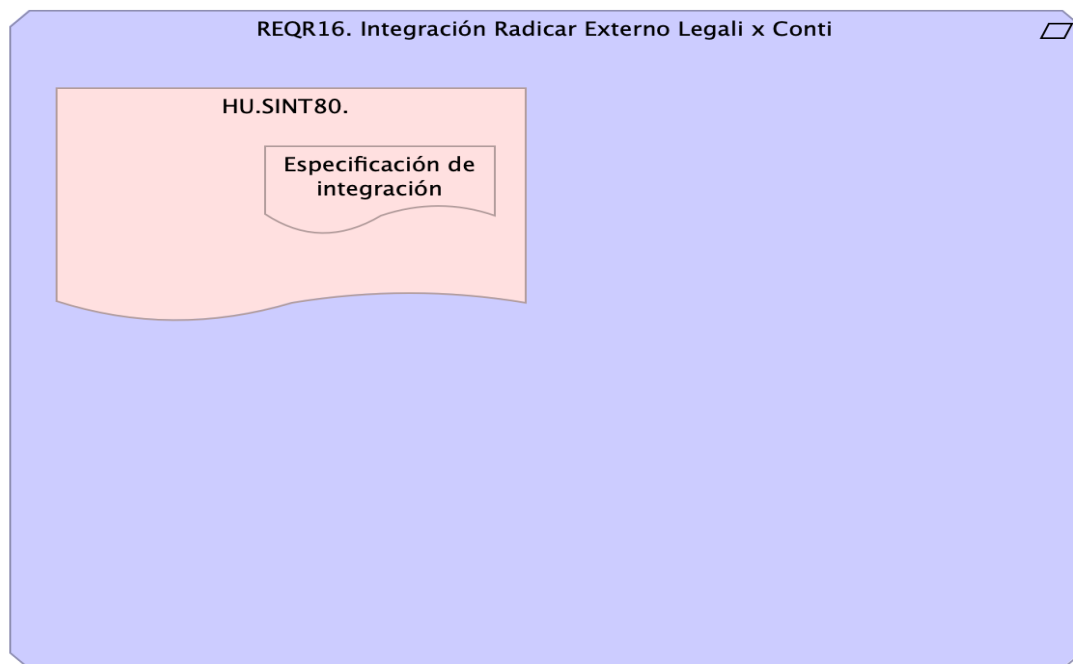 REQR16. Integración Radicar Externo Legali x Conti
HU.SINT80.
Especificación de
integración